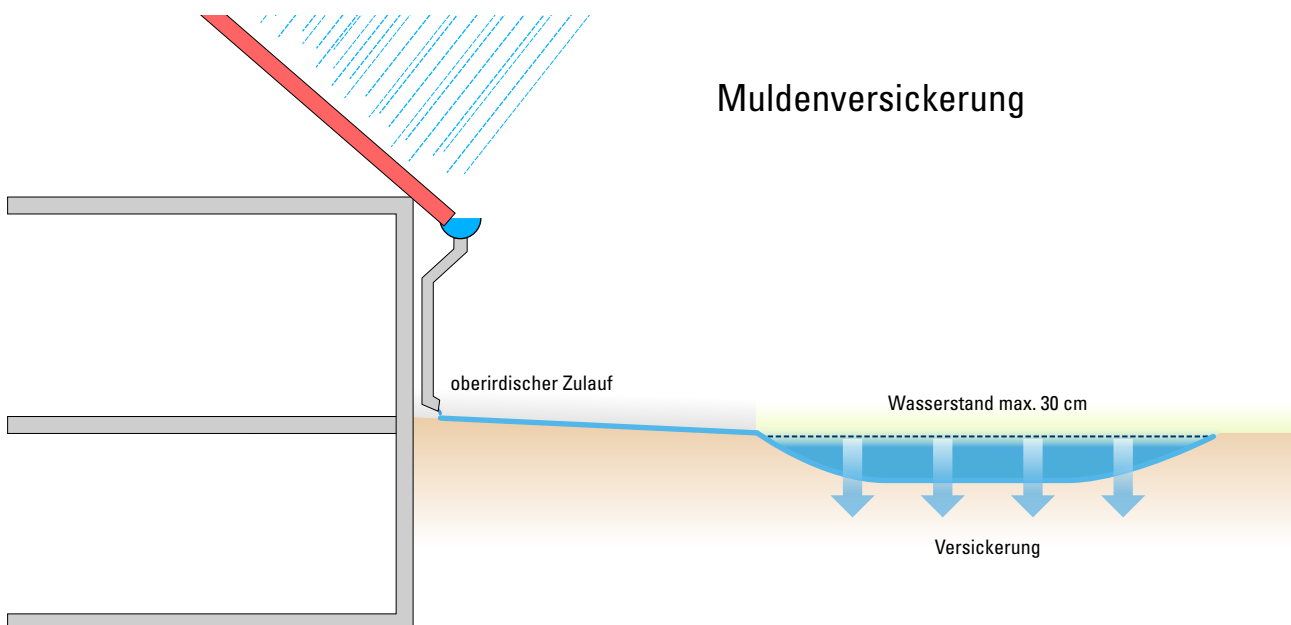 Muldenversickerung
oberirdischer Zulauf
Wasserstand max. 30 cm
Versickerung